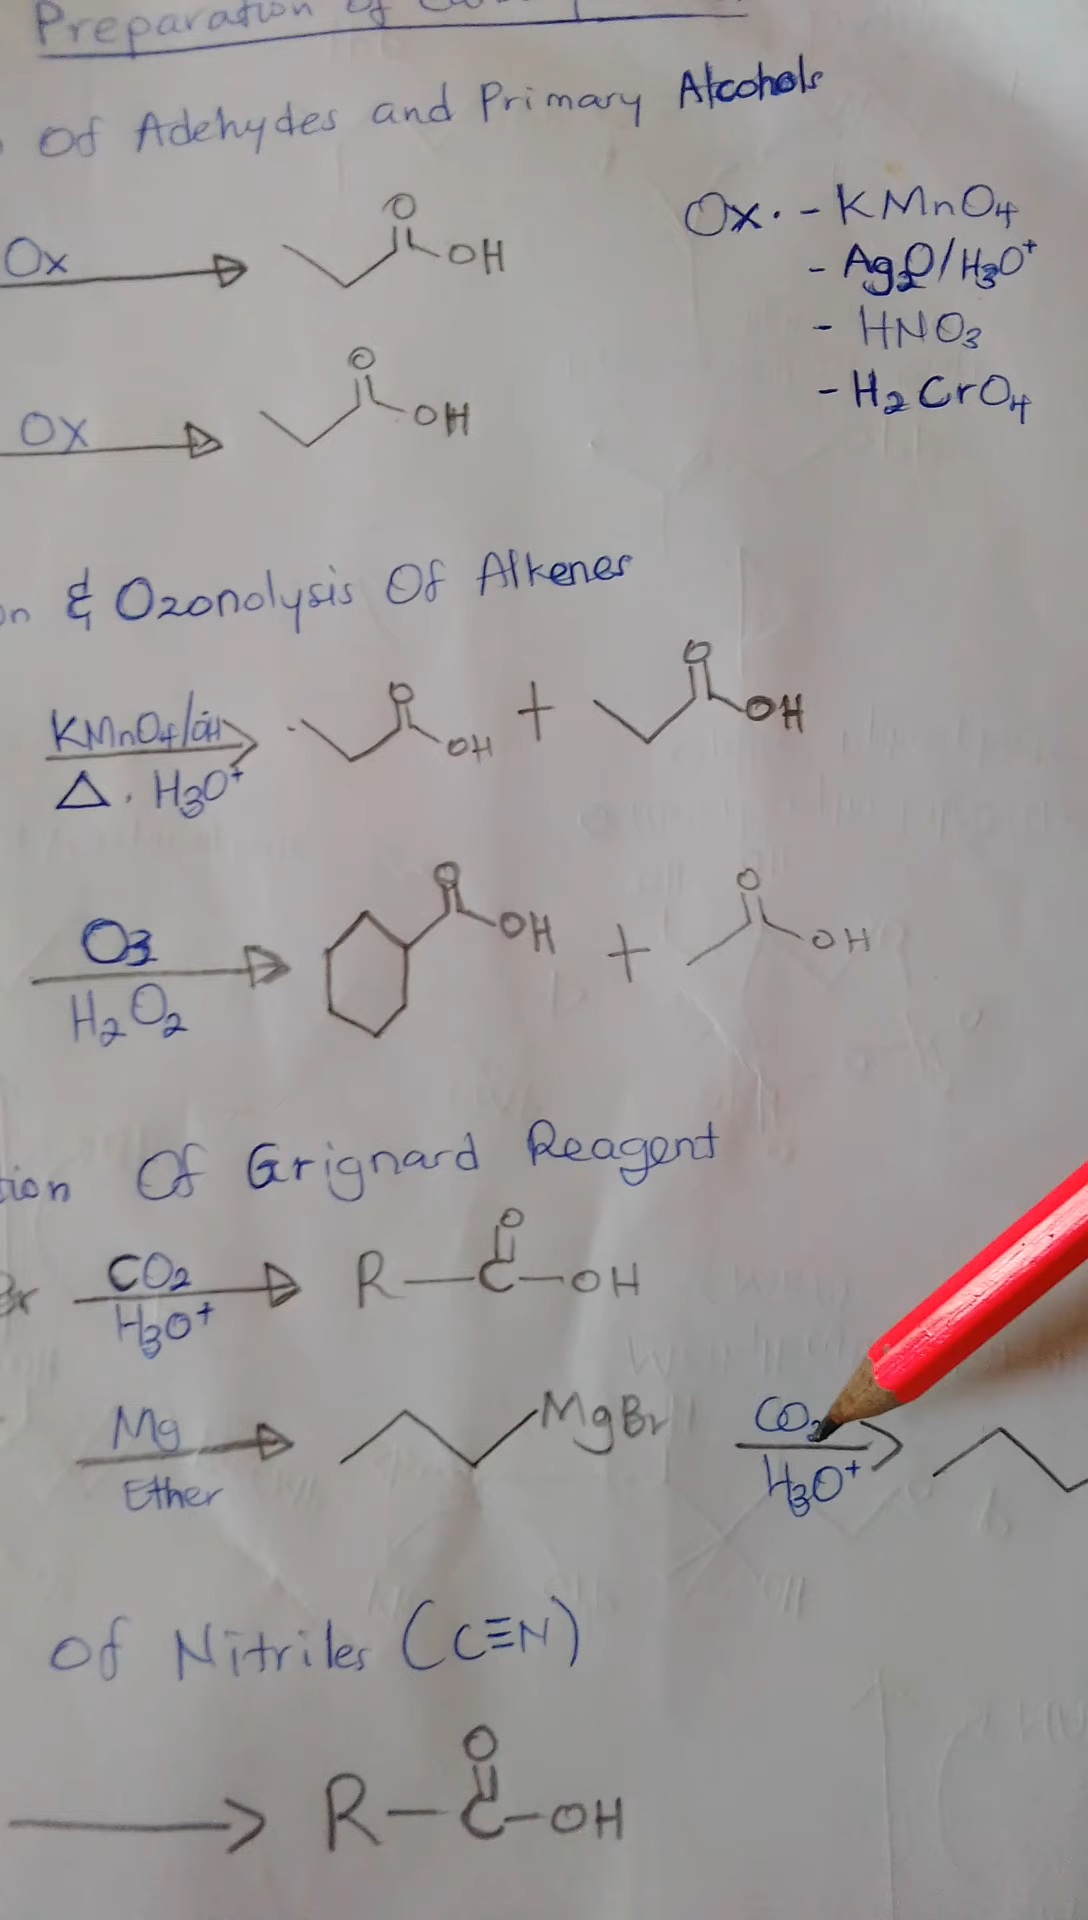 Preparation Of
Of Adehydes and Primary Alcohols
Ox
O
OH
Ox. - KMnO4
- Ag2O/H3O+
- HNO3
- H2CrO4
OX
O
OH
& Ozonolysis Of Alkenes
KMnO4/OH
Δ, H3O+
O
OH
+
O
OH
O3
H2O2
O
OH
+
O
OH
tion Of Grignard Reagent
Br
CO2
H3O+
R-C-OH
O
Mg
Ether
MgBr
CO2
H3O+
Of Nitriles (C≡N)
O
R-C-OH